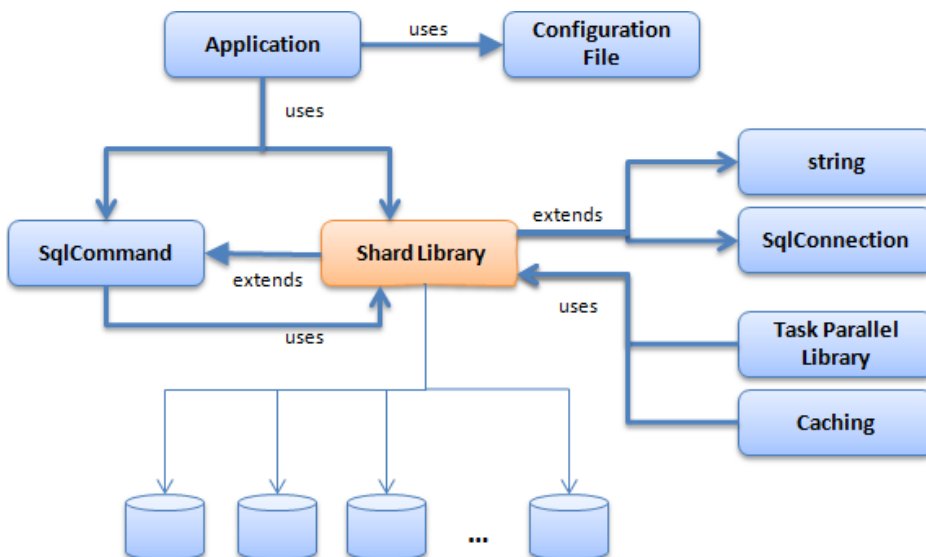 Application
uses
Configuration
File
uses
string
extends
SqlCommand
Shard Library
SqlConnection
extends
uses
uses
Task Parallel
Library
Caching
...